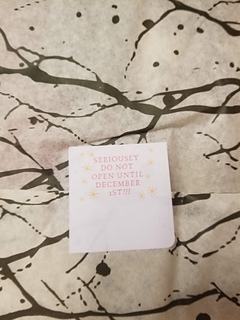 SERIOUSLY
DO NOT
OPEN UNTIL
DECEMBER
1ST!!!